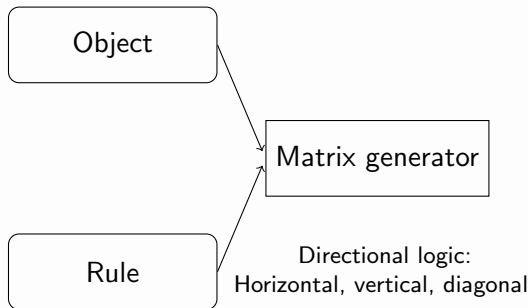 Object
Matrix generator
Rule
Directional logic:
Horizontal, vertical, diagonal